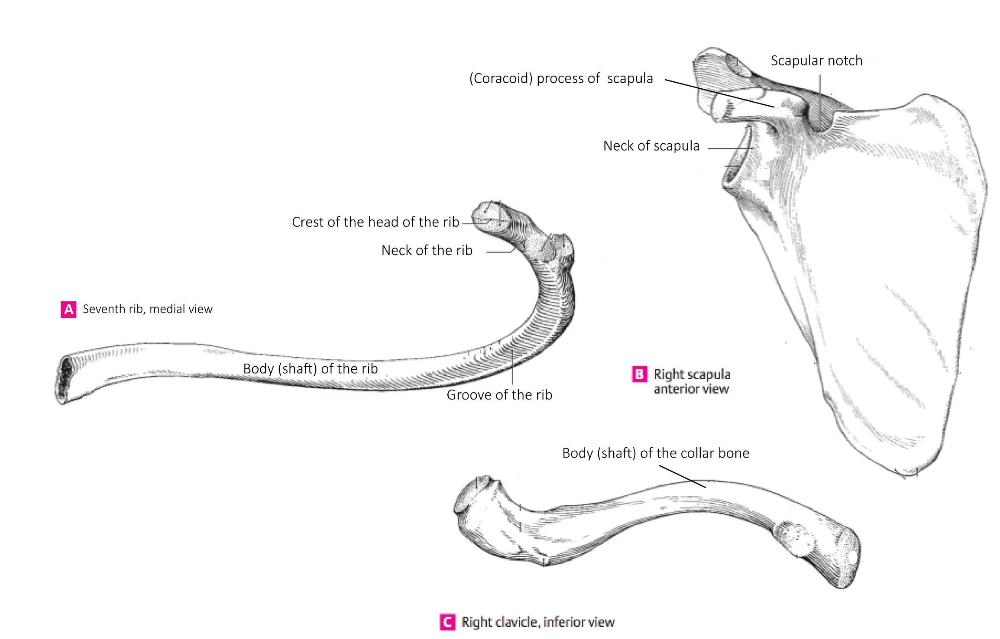 Scapular notch
(Coracoid) process of scapula
Neck of scapula
Crest of the head of the rib
Neck of the rib
A Seventh rib, medial view
Body (shaft) of the rib
Groove of the rib
B Right scapula
anterior view
Body (shaft) of the collar bone
C Right clavicle, inferior view